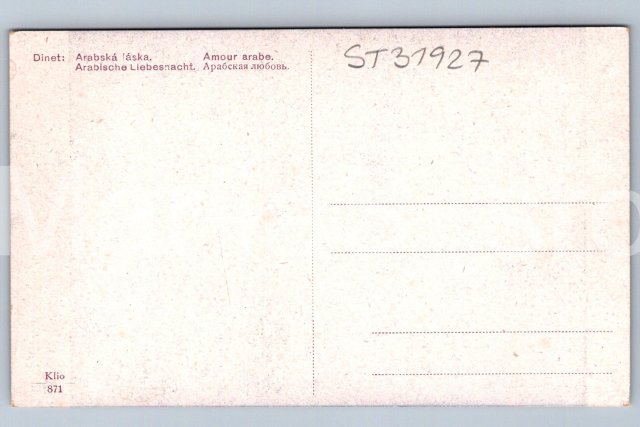 Dinet: Arabská láska. Amour arabe.
Arabische Liebesnacht. Арабская любовь.
ST31927
Klio
871